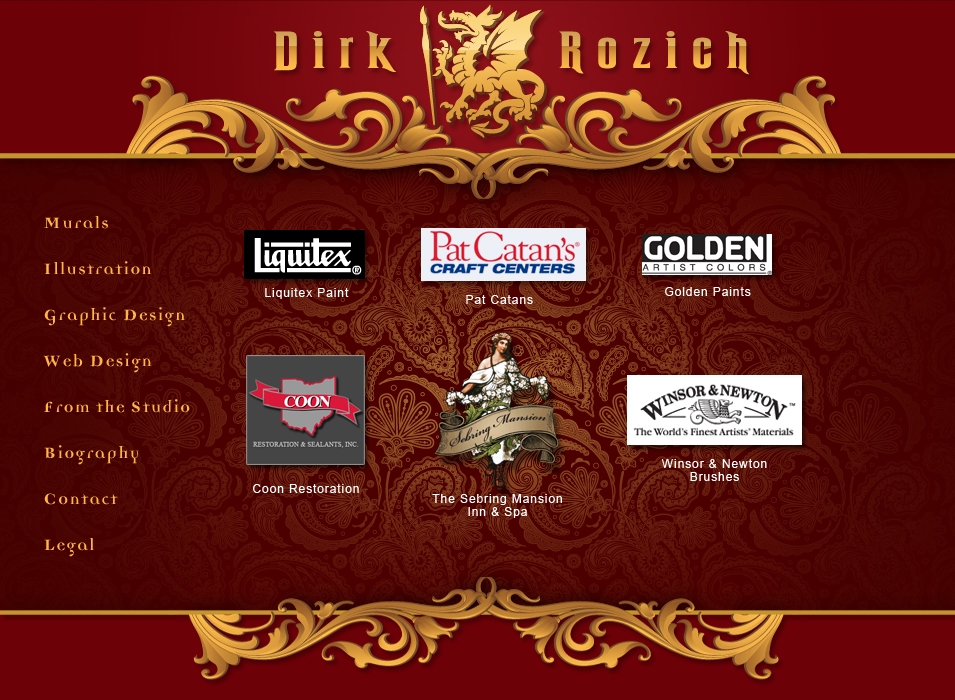 Dirk Rozich
Murals
Illustration
Graphic Design
Web Design
From the Studio
Biography
Contact
Legal
Liquitex®
Liquitex Paint
Pat Catan's®
CRAFT CENTERS
Pat Catans
GOLDEN
ARTIST COLORS®
Golden Paints
COON
RESTORATION & SEALANTS, INC.
Coon Restoration
Sebring Mansion
The Sebring Mansion
Inn & Spa
WINSOR & NEWTON™
The World's Finest Artists' Materials
Winsor & Newton
Brushes